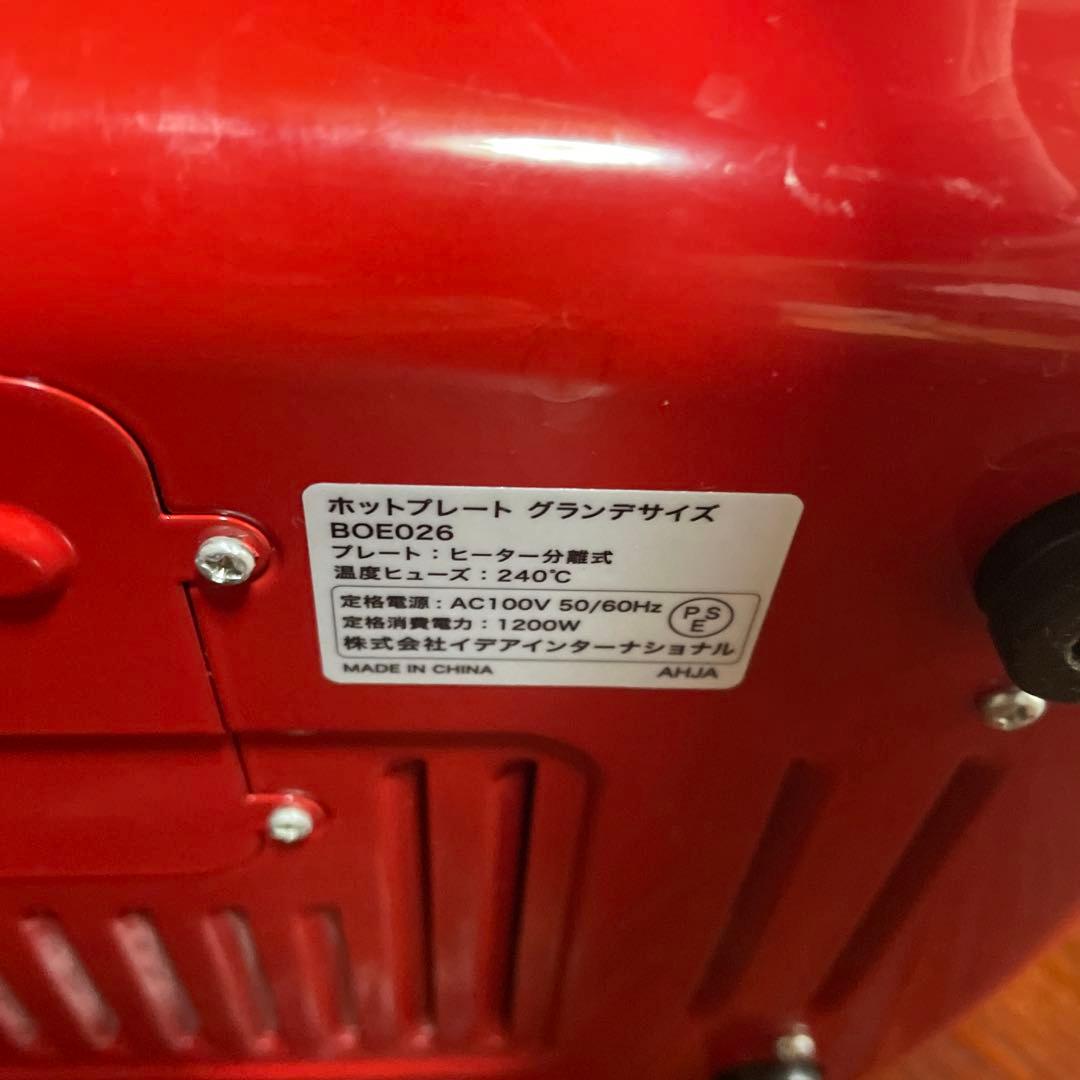 ホットプレート グランデサイズ
BOE026
プレート：ヒーター分離式
温度ヒューズ：240℃
定格電源：AC100V 50/60Hz
定格消費電力：1200W
PSE
株式会社イデアインターナショナル
MADE IN CHINA AHJA